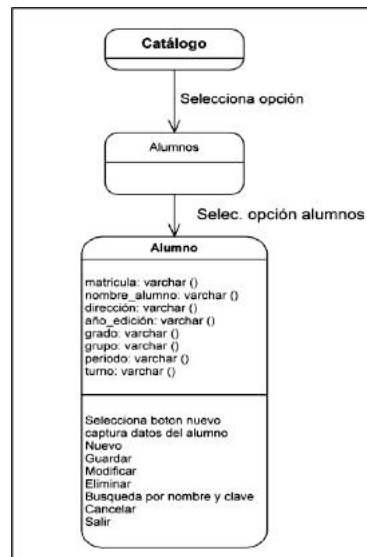 Catálogo
Selecciona opción
Alumnos
Selec. opción alumnos
Alumno
matrícula: varchar ()
nombre_alumno: varchar ()
dirección: varchar ()
año_edición: varchar ()
grado: varchar ()
grupo: varchar ()
periodo: varchar ()
turno: varchar ()
Selecciona boton nuevo
captura datos del alumno
Nuevo
Guardar
Modificar
Eliminar
Busqueda por nombre y clave
Cancelar
Salir